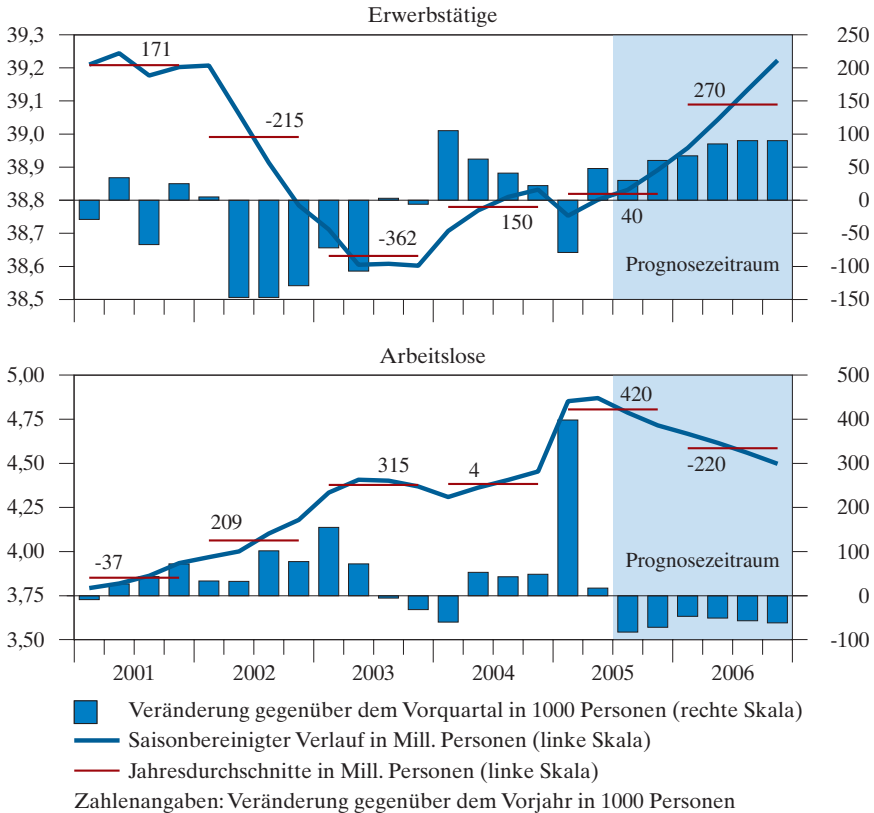 Erwerbstätige
39,3 250
39,2 171 200
39,1 270 150
39,0 -215 100
38,9 50
38,8 0
38,7 150 40 -50
38,6 -362 Prognosezeitraum -100
38,5 -150
Arbeitslose
5,00 500
4,75 420 400
4,50 315 4 -220 300
4,25 209 200
4,00 -37 Prognosezeitraum 100
3,75 0
3,50 -100
2001 2002 2003 2004 2005 2006
Veränderung gegenüber dem Vorquartal in 1000 Personen (rechte Skala)
Saisonbereinigter Verlauf in Mill. Personen (linke Skala)
Jahresdurchschnitte in Mill. Personen (linke Skala)
Zahlenangaben: Veränderung gegenüber dem Vorjahr in 1000 Personen